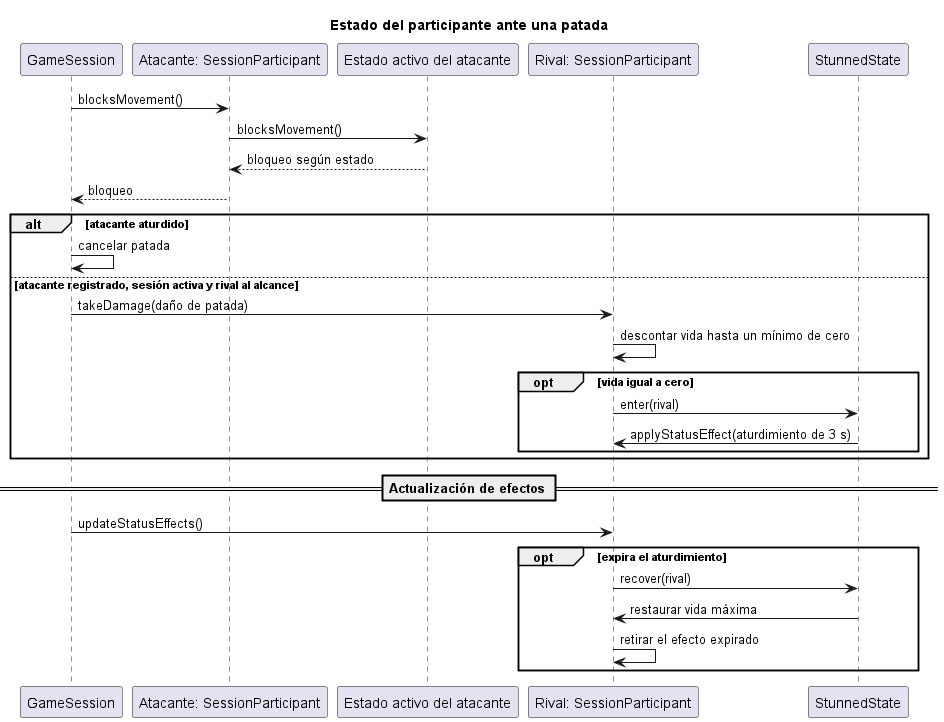 Estado del participante ante una patada
GameSession
Atacante: SessionParticipant
Estado activo del atacante
Rival: SessionParticipant
StunnedState
blocksMovement()
blocksMovement()
bloqueo según estado
bloqueo
alt
[atacante aturdido]
cancelar patada
[atacante registrado, sesión activa y rival al alcance]
takeDamage(daño de patada)
descontar vida hasta un mínimo de cero
opt
[vida igual a cero]
enter(rival)
applyStatusEffect(aturdimiento de 3 s)
Actualización de efectos
updateStatusEffects()
opt
[expira el aturdimiento]
recover(rival)
restaurar vida máxima
retirar el efecto expirado
GameSession
Atacante: SessionParticipant
Estado activo del atacante
Rival: SessionParticipant
StunnedState